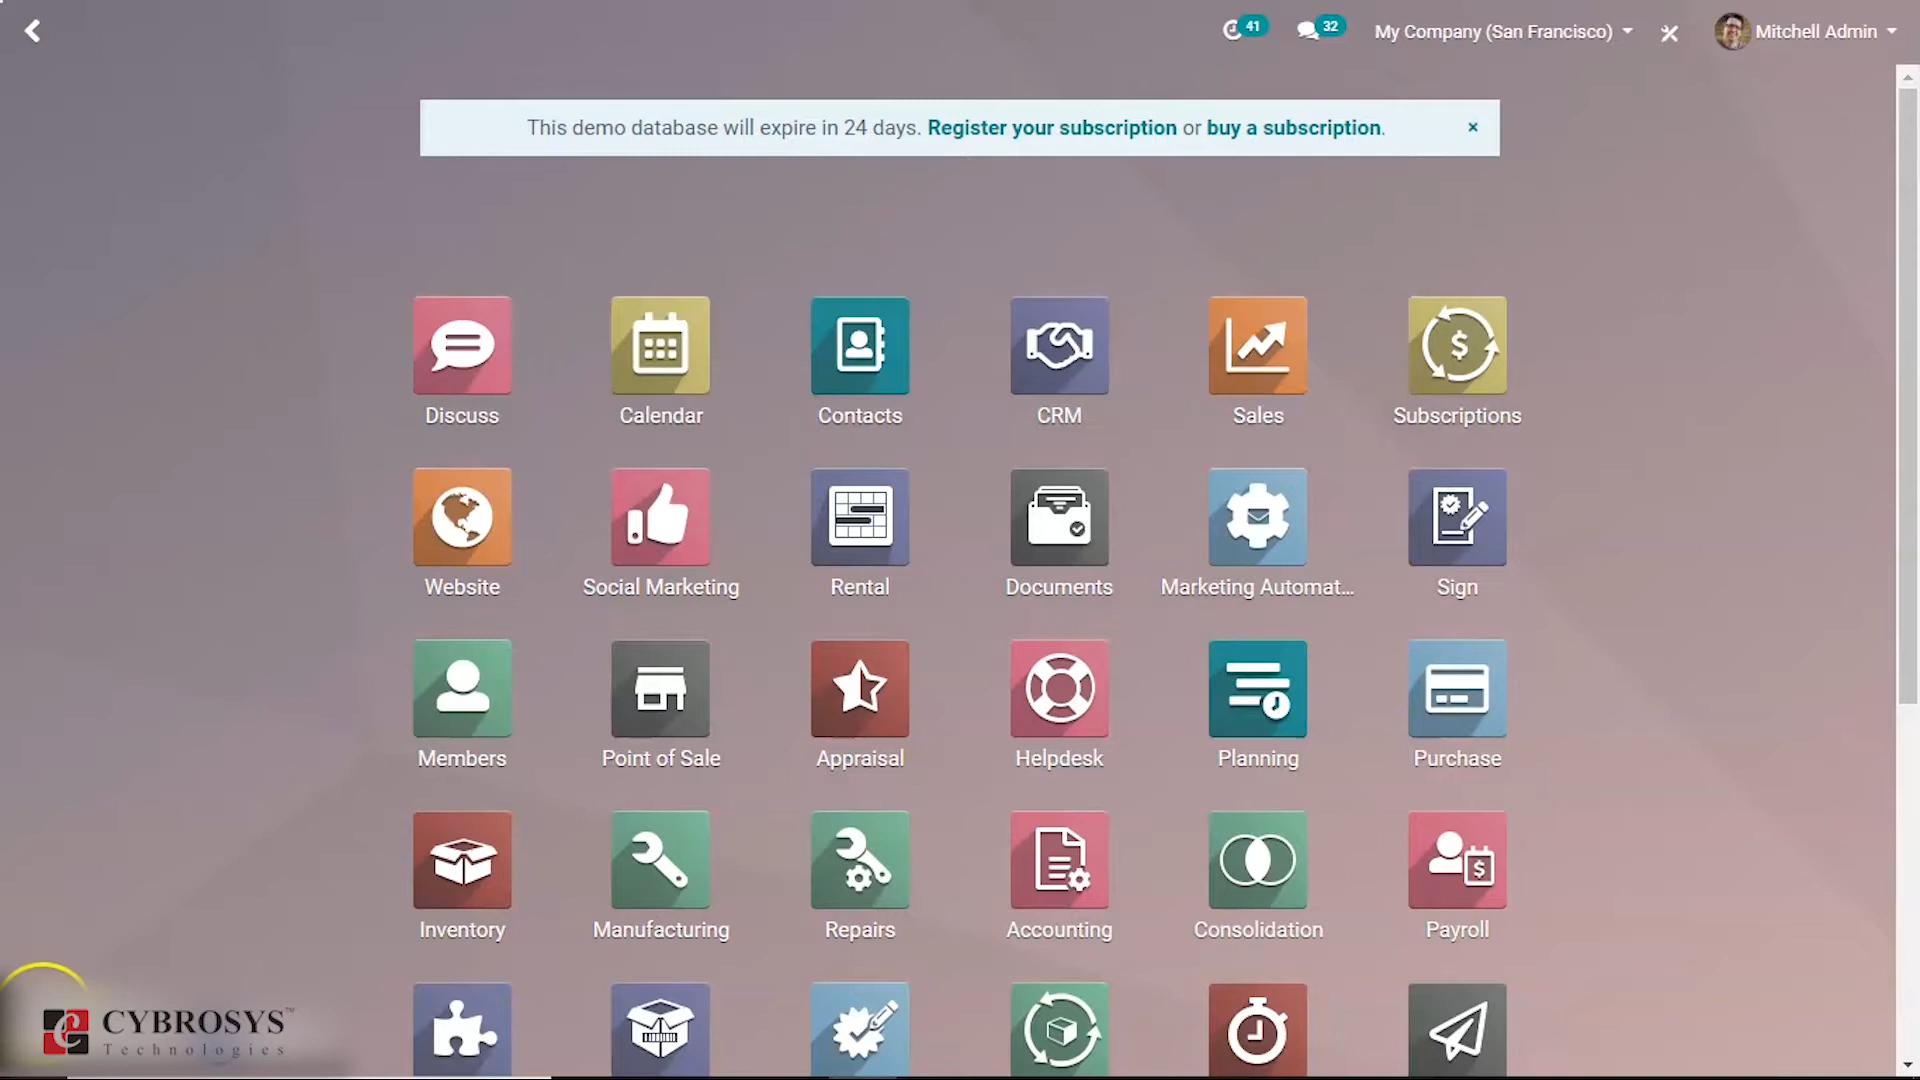 41
32
My Company (San Francisco)
Mitchell Admin
This demo database will expire in 24 days. Register your subscription or buy a subscription.
×
Discuss
Calendar
Contacts
CRM
Sales
Subscriptions
Website
Social Marketing
Rental
Documents
Marketing Automat...
Sign
Members
Point of Sale
Appraisal
Helpdesk
Planning
Purchase
Inventory
Manufacturing
Repairs
Accounting
Consolidation
Payroll
CYBROSYS™
Technologies